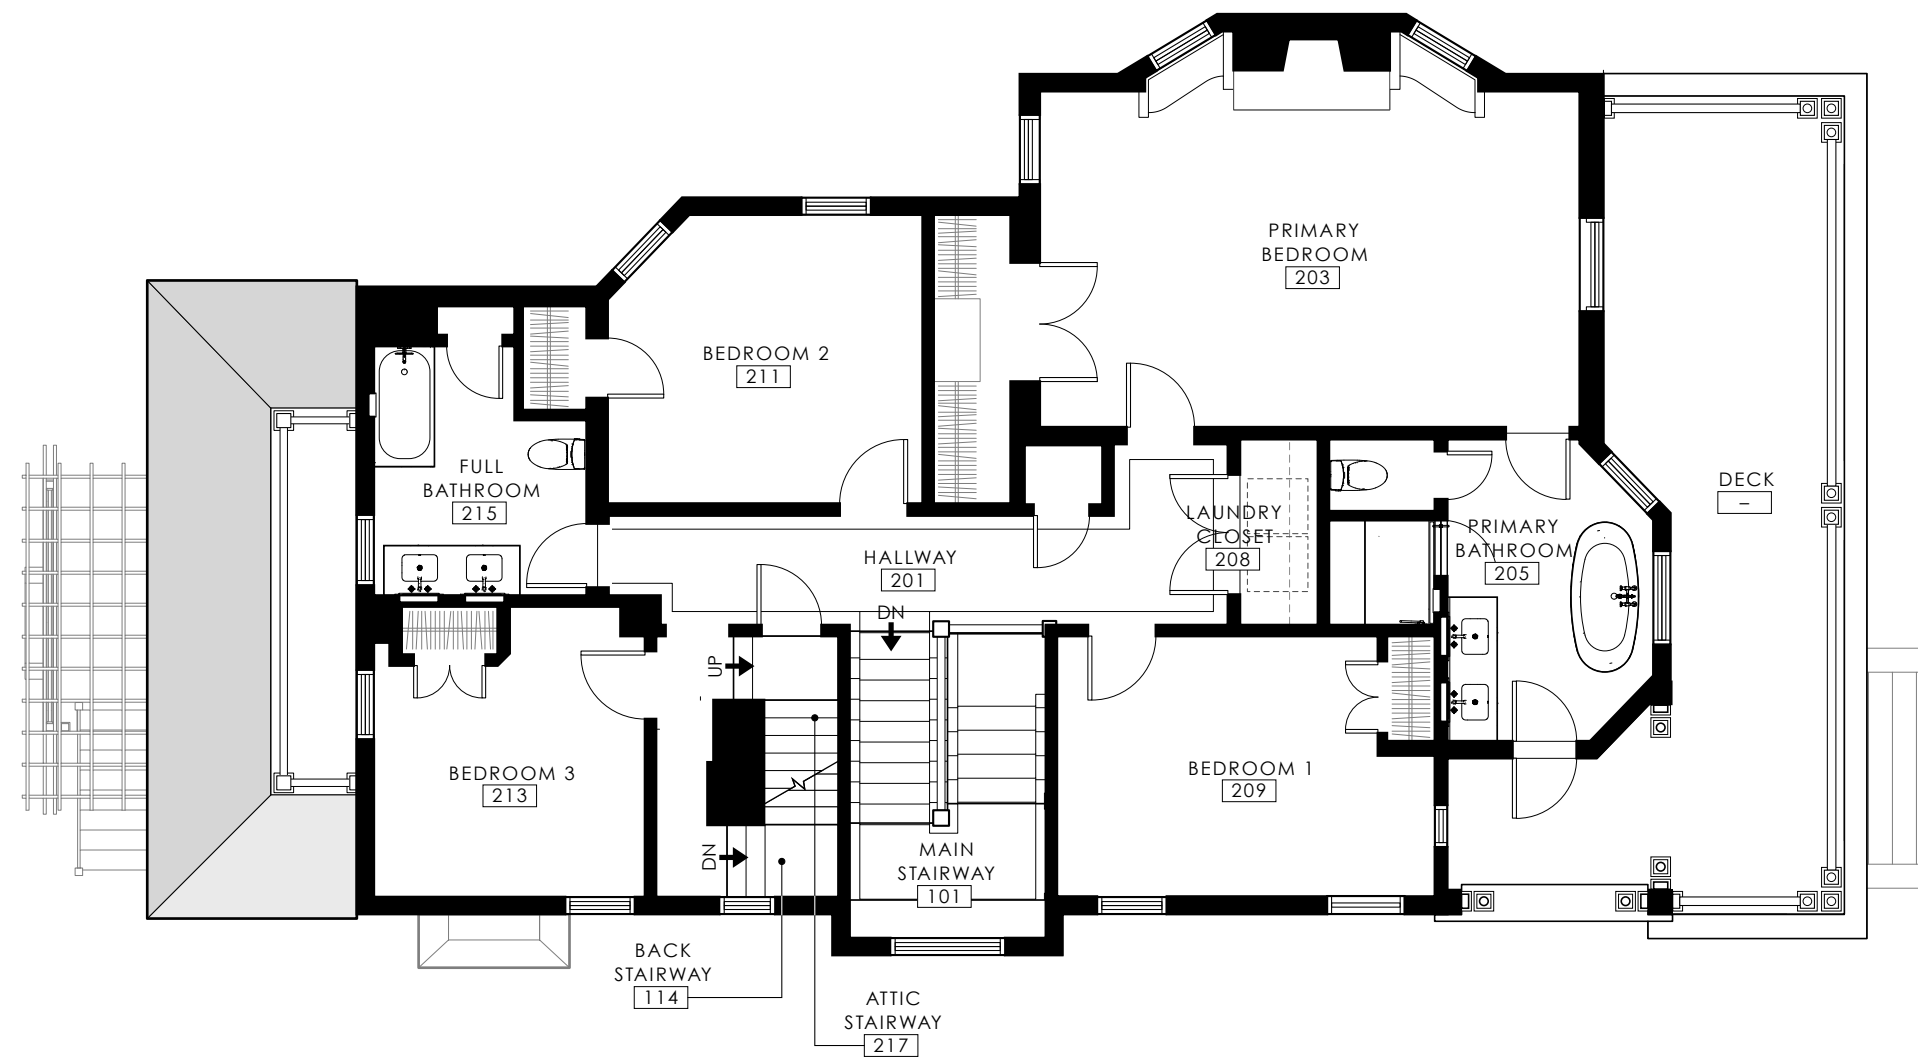 PRIMARY
BEDROOM
203
BEDROOM 2
211
FULL
BATHROOM
215
DECK
–
LAUNDRY
CLOSET
208
PRIMARY
BATHROOM
205
HALLWAY
201
DN
UP
BEDROOM 3
213
BEDROOM 1
209
DN
MAIN
STAIRWAY
101
BACK
STAIRWAY
114
ATTIC
STAIRWAY
217